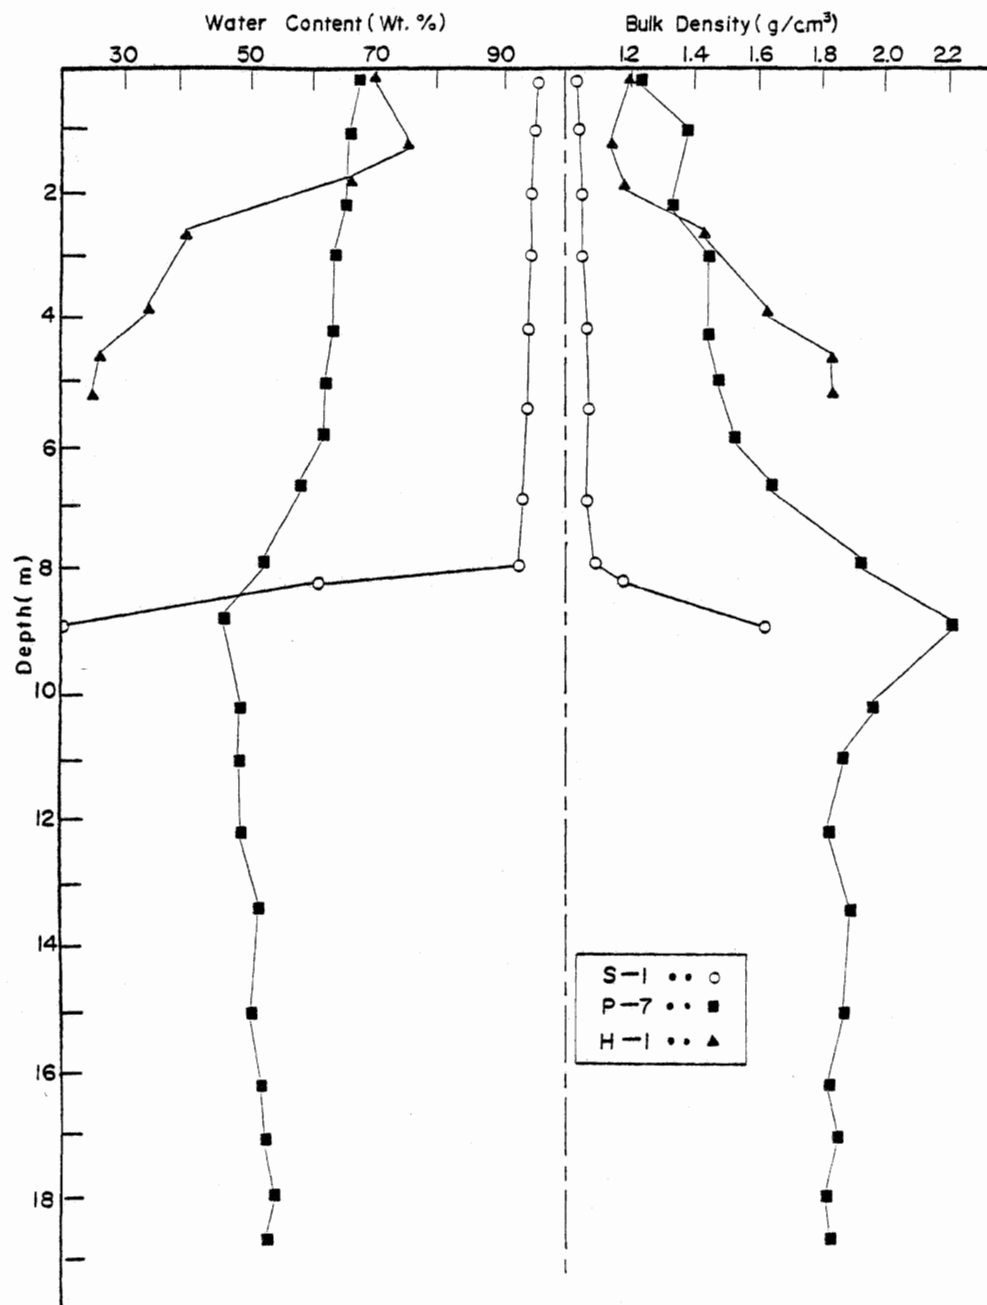 Water Content (Wt. %) Bulk Density (g/cm³)
30 50 70 90 1.2 1.4 1.6 1.8 2.0 2.2
2
4
6
8
Depth (m)
10
12
14
S-1 •• ○
P-7 •• ■
H-1 •• ▲
16
18